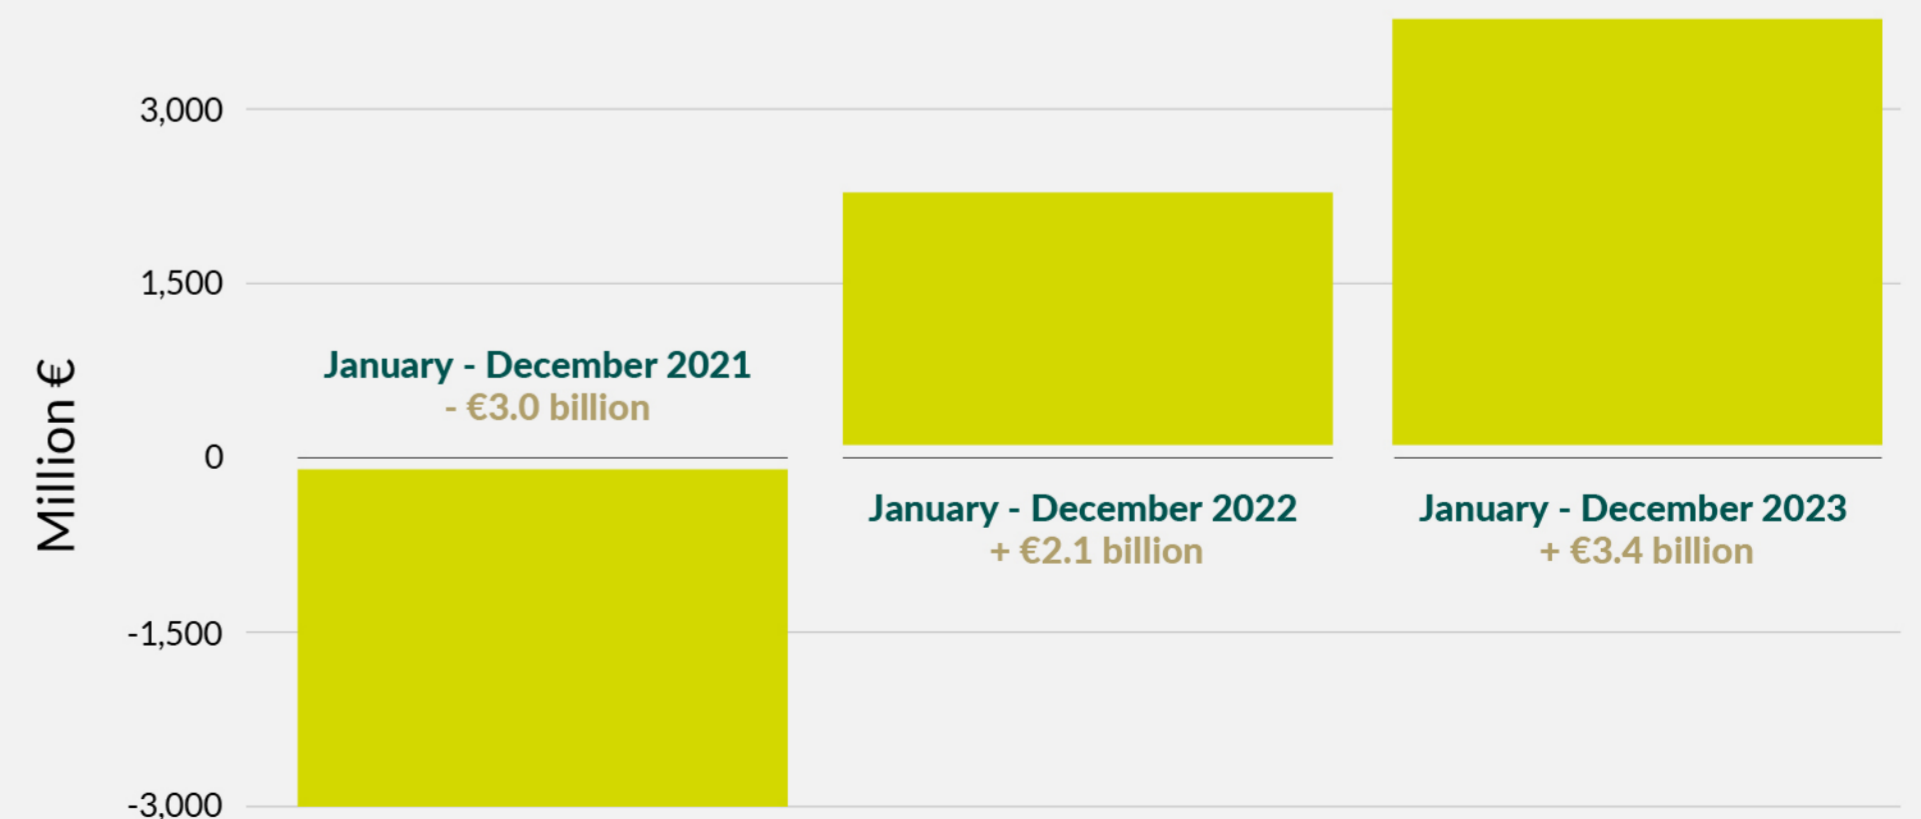 3,000
1,500
January - December 2021
- €3.0 billion
0
Million €
January - December 2022
+ €2.1 billion
January - December 2023
+ €3.4 billion
-1,500
-3,000